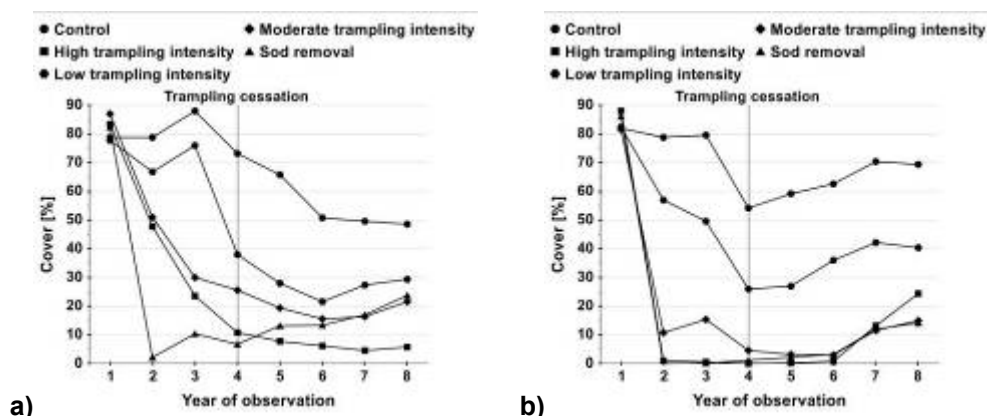 Control
Moderate trampling intensity
High trampling intensity
Sod removal
Low trampling intensity
Trampling cessation
90
80
70
60
50
40
30
20
10
0
Cover [%]
1 2 3 4 5 6 7 8
Year of observation
a)
Control
Moderate trampling intensity
High trampling intensity
Sod removal
Low trampling intensity
Trampling cessation
90
80
70
60
50
40
30
20
10
0
Cover [%]
1 2 3 4 5 6 7 8
Year of observation
b)